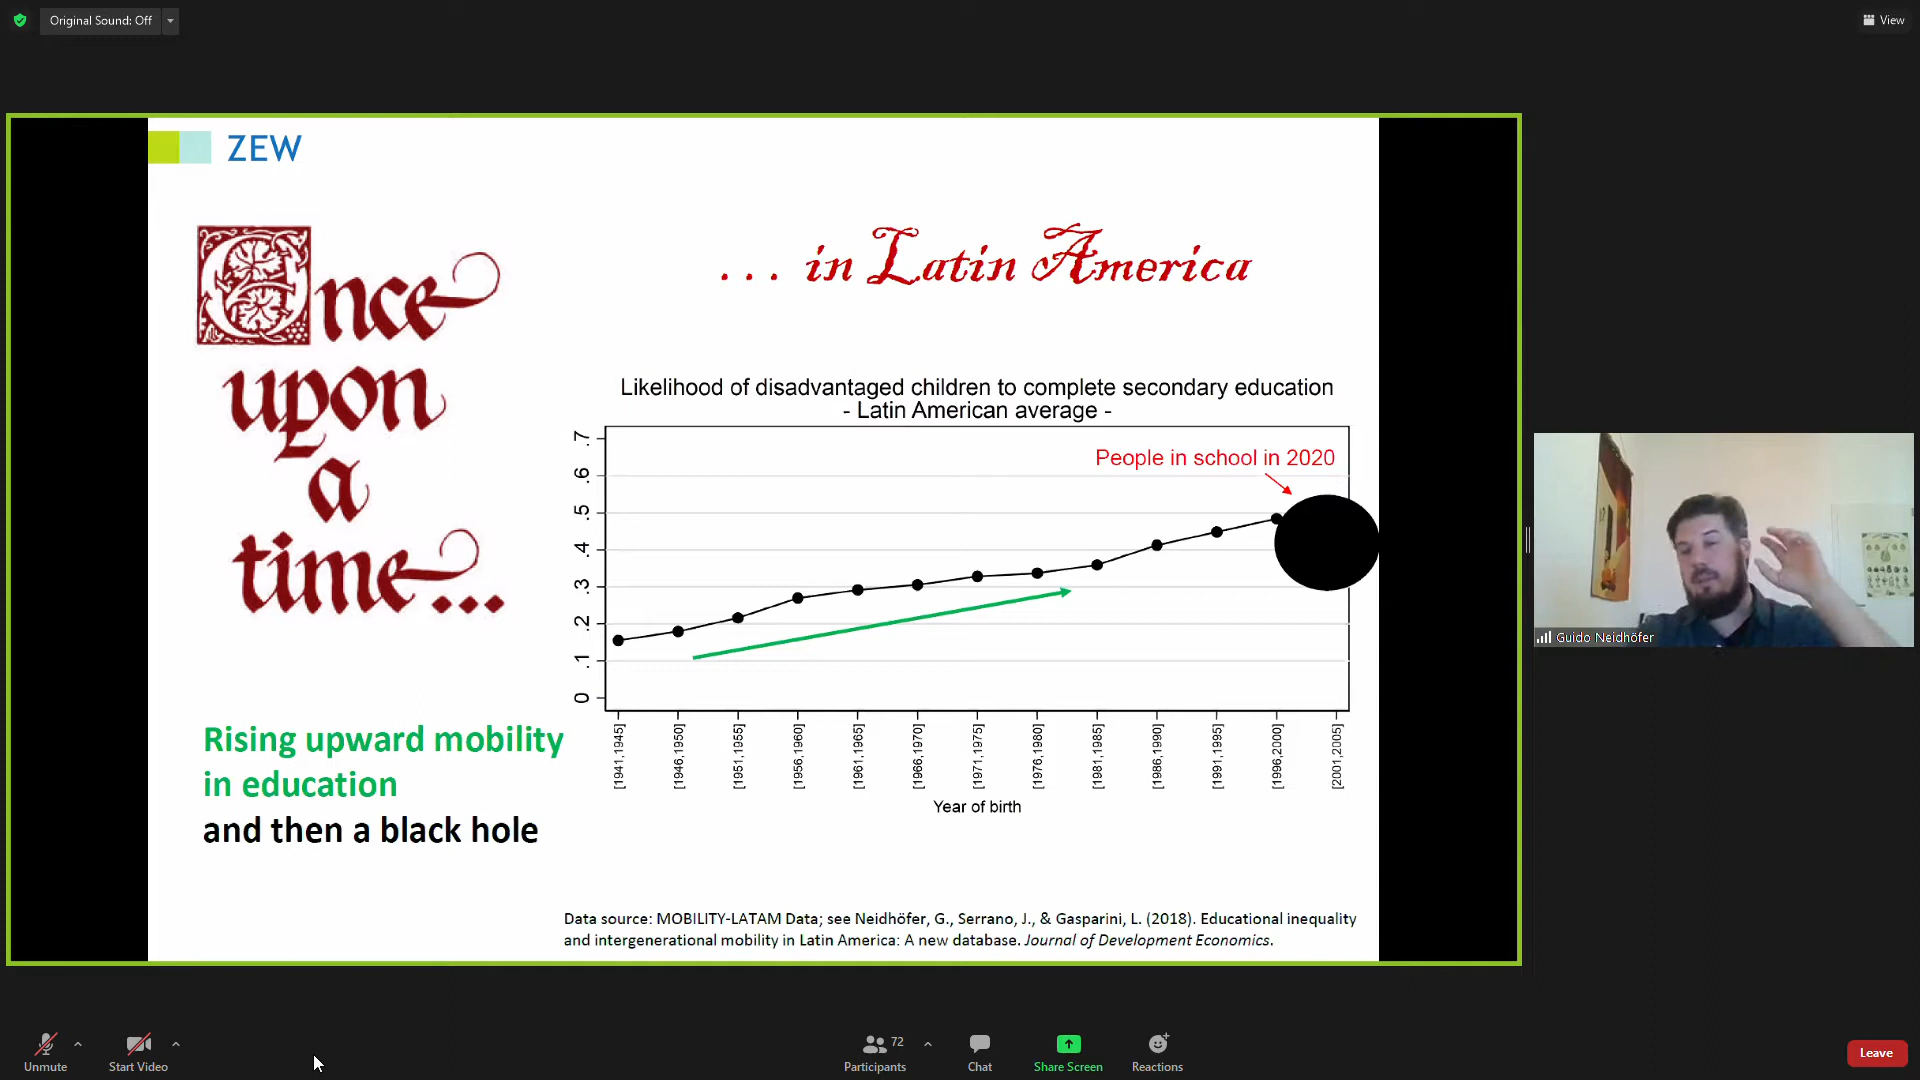 Original Sound: Off
View
ZEW
Once
upon
a
time...
... in Latin America
Likelihood of disadvantaged children to complete secondary education
- Latin American average -
People in school in 2020
.7
.6
.5
.4
.3
.2
.1
0
[1941,1945]
[1946,1950]
[1951,1955]
[1956,1960]
[1961,1965]
[1966,1970]
[1971,1975]
[1976,1980]
[1981,1985]
[1986,1990]
[1991,1995]
[1996,2000]
[2001,2005]
Year of birth
Rising upward mobility
in education
and then a black hole
Data source: MOBILITY-LATAM Data; see Neidhöfer, G., Serrano, J., & Gasparini, L. (2018). Educational inequality
and intergenerational mobility in Latin America: A new database. Journal of Development Economics.
Guido Neidhöfer
Unmute
Start Video
72
Participants
Chat
Share Screen
Reactions
Leave